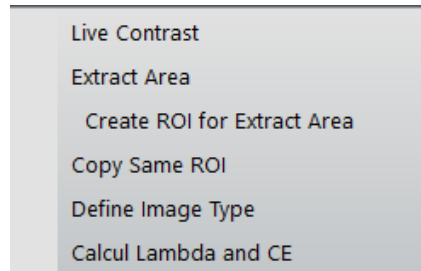 Live Contrast
Extract Area
Create ROI for Extract Area
Copy Same ROI
Define Image Type
Calcul Lambda and CE